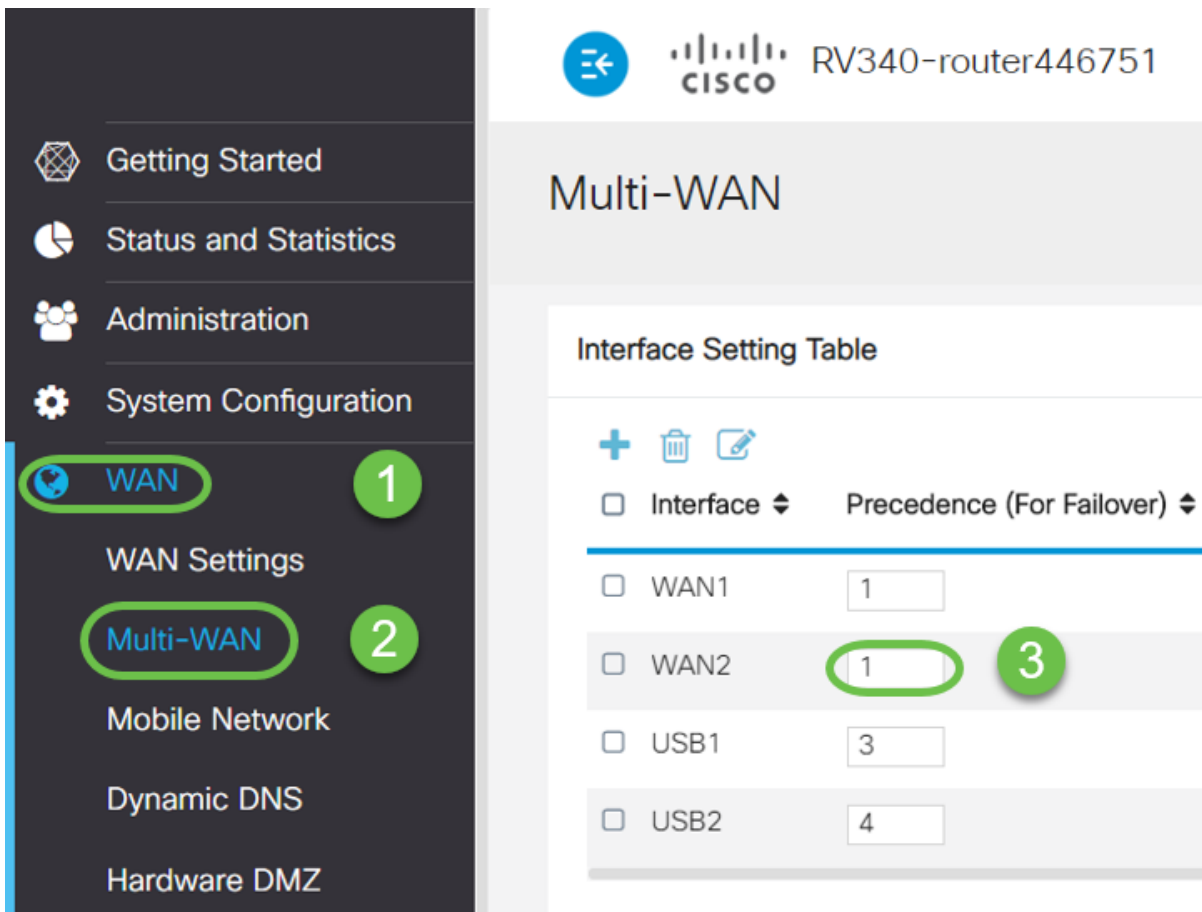 CISCO
RV340-router446751
Getting Started
Status and Statistics
Administration
System Configuration
WAN
1
WAN Settings
Multi-WAN
2
Mobile Network
Dynamic DNS
Hardware DMZ
Multi-WAN
Interface Setting Table
Interface Precedence (For Failover)
WAN1 1
WAN2 1 3
USB1 3
USB2 4